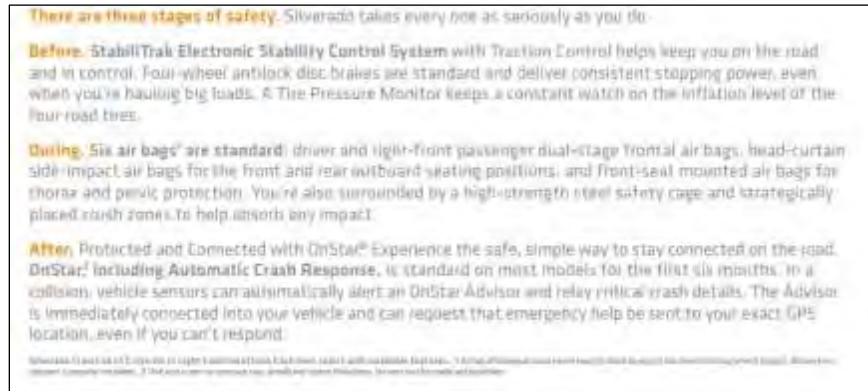 There are three stages of safety. Silverado takes every one as seriously as you do.
Before. StabiliTrak Electronic Stability Control System with Traction Control helps keep you on the road
and in control. Four-wheel antilock disc brakes are standard and deliver consistent stopping power, even
when you're hauling big loads. A Tire Pressure Monitor keeps a constant watch on the inflation level of the
four road tires.
During. Six air bags¹ are standard: driver and right-front passenger dual-stage frontal air bags, head-curtain
side-impact air bags for the front and rear outboard seating positions, and front-seat mounted air bags for
thorax and pelvic protection. You're also surrounded by a high-strength steel safety cage and strategically
placed crush zones to help absorb any impact.
After. Protected and Connected with OnStar® Experience the safe, simple way to stay connected on the road.
OnStar,² including Automatic Crash Response, is standard on most models for the first six months. In a
collision, vehicle sensors can automatically alert an OnStar Advisor and relay critical crash details. The Advisor
is immediately connected into your vehicle and can request that emergency help be sent to your exact GPS
location, even if you can't respond.